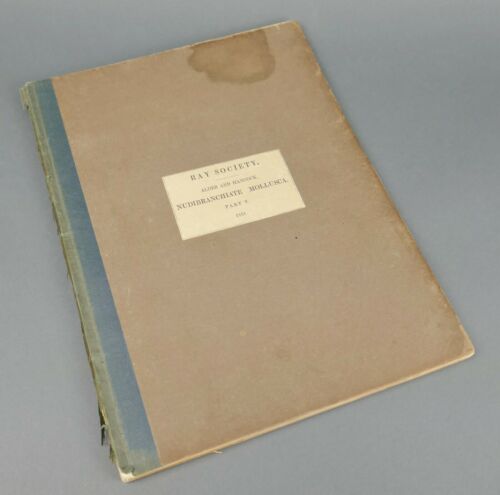 RAY SOCIETY.
ALDER AND HANCOCK.
NUDIBRANCHIATE MOLLUSCA.
PART